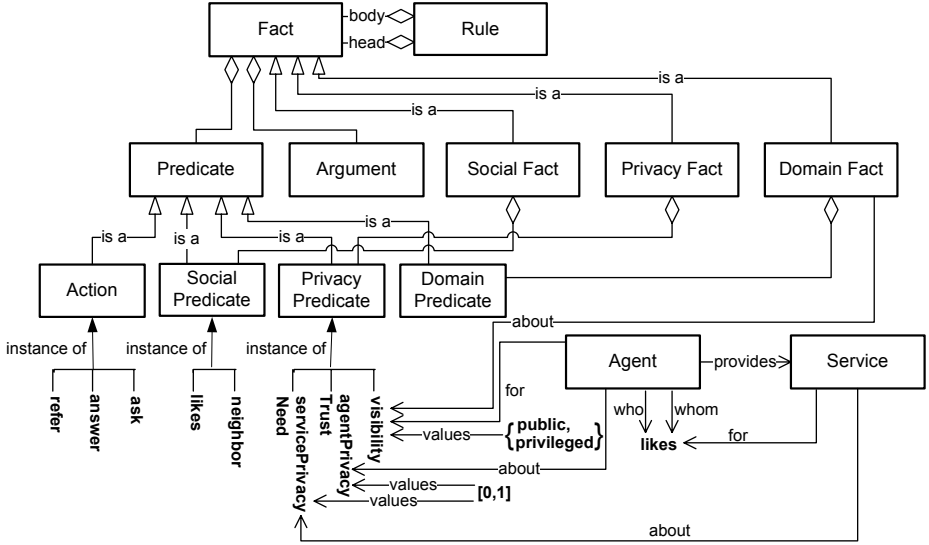 Fact
body
head
Rule
is a
is a
is a
Predicate
Argument
Social Fact
Privacy Fact
Domain Fact
is a
is a
is a
is a
Action
Social
Predicate
Privacy
Predicate
Domain
Predicate
instance of
instance of
instance of
about
Agent
provides
Service
refer
answer
ask
likes
neighbor
servicePrivacy
Need
agentPrivacy
Trust
visibility
for
who
whom
values
{public,
privileged}
likes
for
about
values
[0,1]
values
about